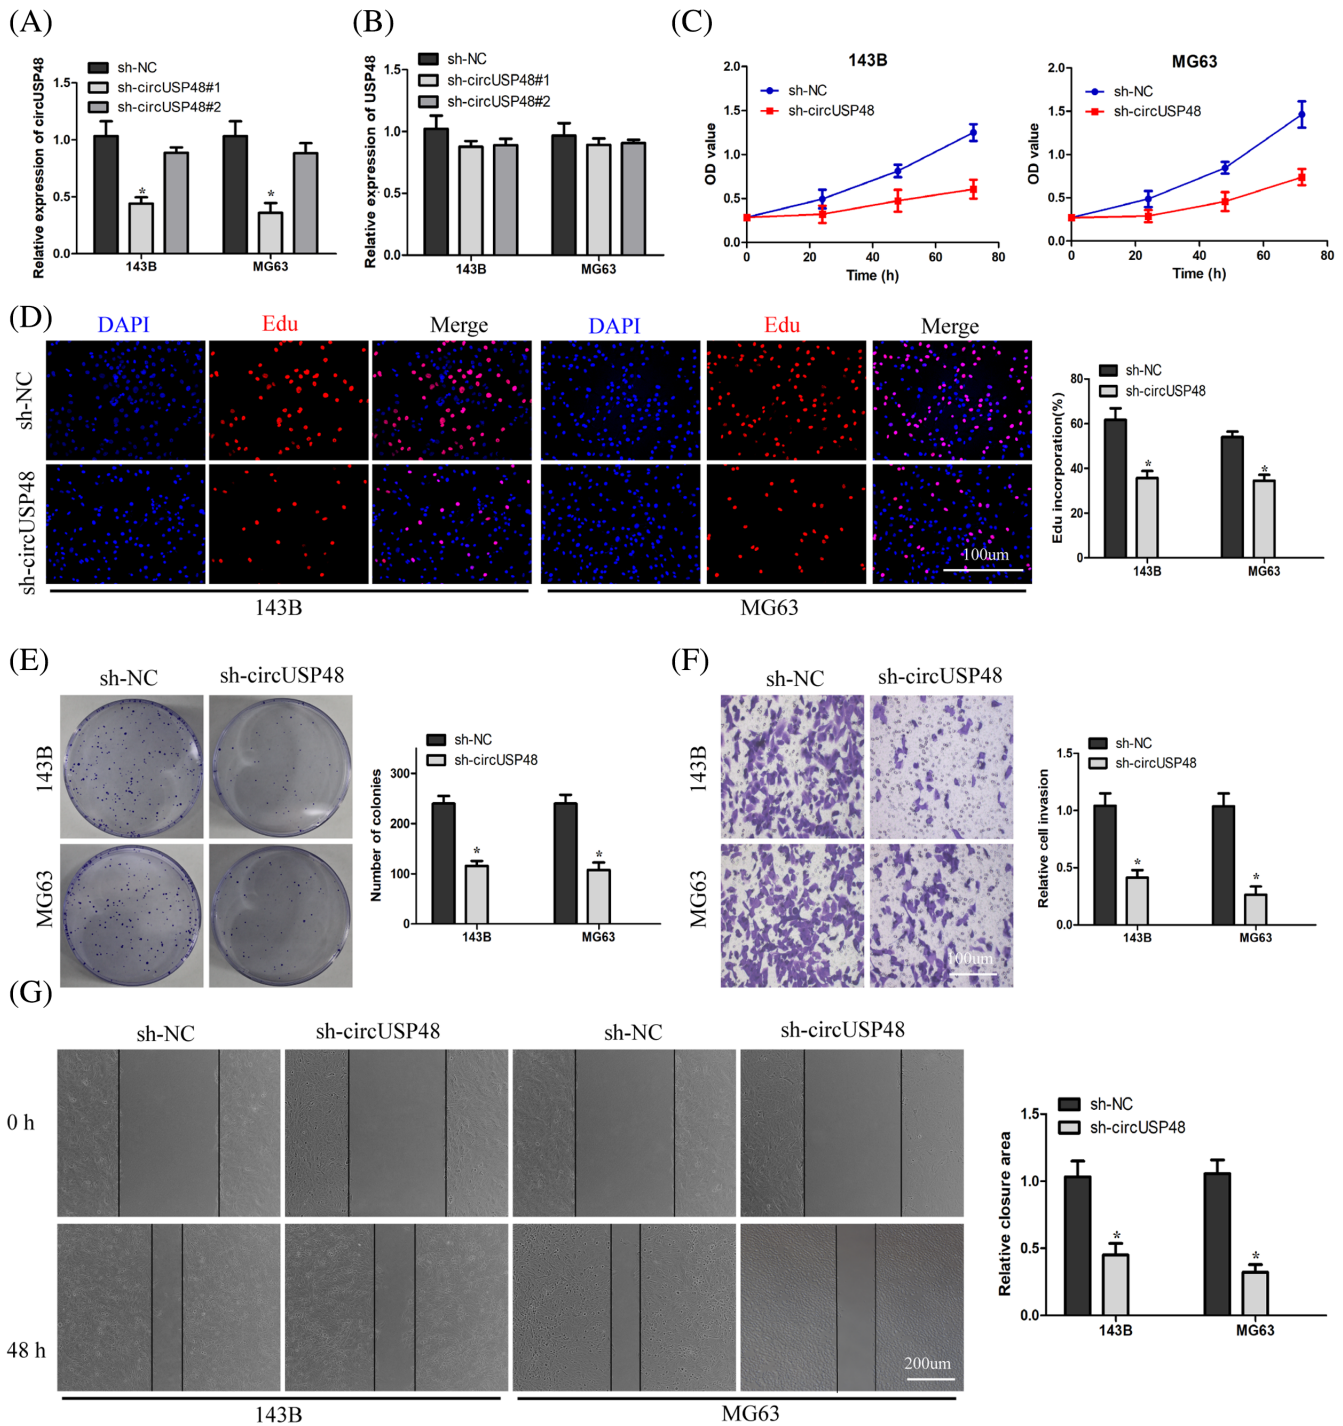 (A)
Relative expression of circUSP48
sh-NC
sh-circUSP48#1
sh-circUSP48#2
1.5
1.0
0.5
0.0
*
*
143B
MG63
(B)
Relative expression of USP48
sh-NC
sh-circUSP48#1
sh-circUSP48#2
1.5
1.0
0.5
0.0
143B
MG63
(C)
143B
OD value
sh-NC
sh-circUSP48
2.0
1.5
1.0
0.5
0.0
0 20 40 60 80
Time (h)
MG63
OD value
sh-NC
sh-circUSP48
2.0
1.5
1.0
0.5
0.0
0 20 40 60 80
Time (h)
(D)
DAPI Edu Merge DAPI Edu Merge
sh-NC
sh-circUSP48
100um
143B
MG63
Edu incorporation(%)
sh-NC
sh-circUSP48
80
60
40
20
0
*
*
143B
MG63
(E)
sh-NC sh-circUSP48
143B
MG63
Number of colonies
sh-NC
sh-circUSP48
300
200
100
0
*
*
143B
MG63
(F)
sh-NC sh-circUSP48
143B
MG63
100um
Relative cell invasion
sh-NC
sh-circUSP48
1.5
1.0
0.5
0.0
*
*
143B
MG63
(G)
sh-NC sh-circUSP48 sh-NC sh-circUSP48
0 h
48 h
200um
143B
MG63
Relative closure area
sh-NC
sh-circUSP48
1.5
1.0
0.5
0.0
*
*
143B
MG63